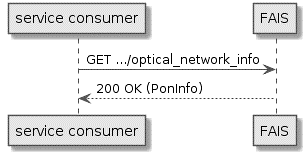 service consumer
FAIS
GET .../optical_network_info
200 OK (PonInfo)
service consumer
FAIS